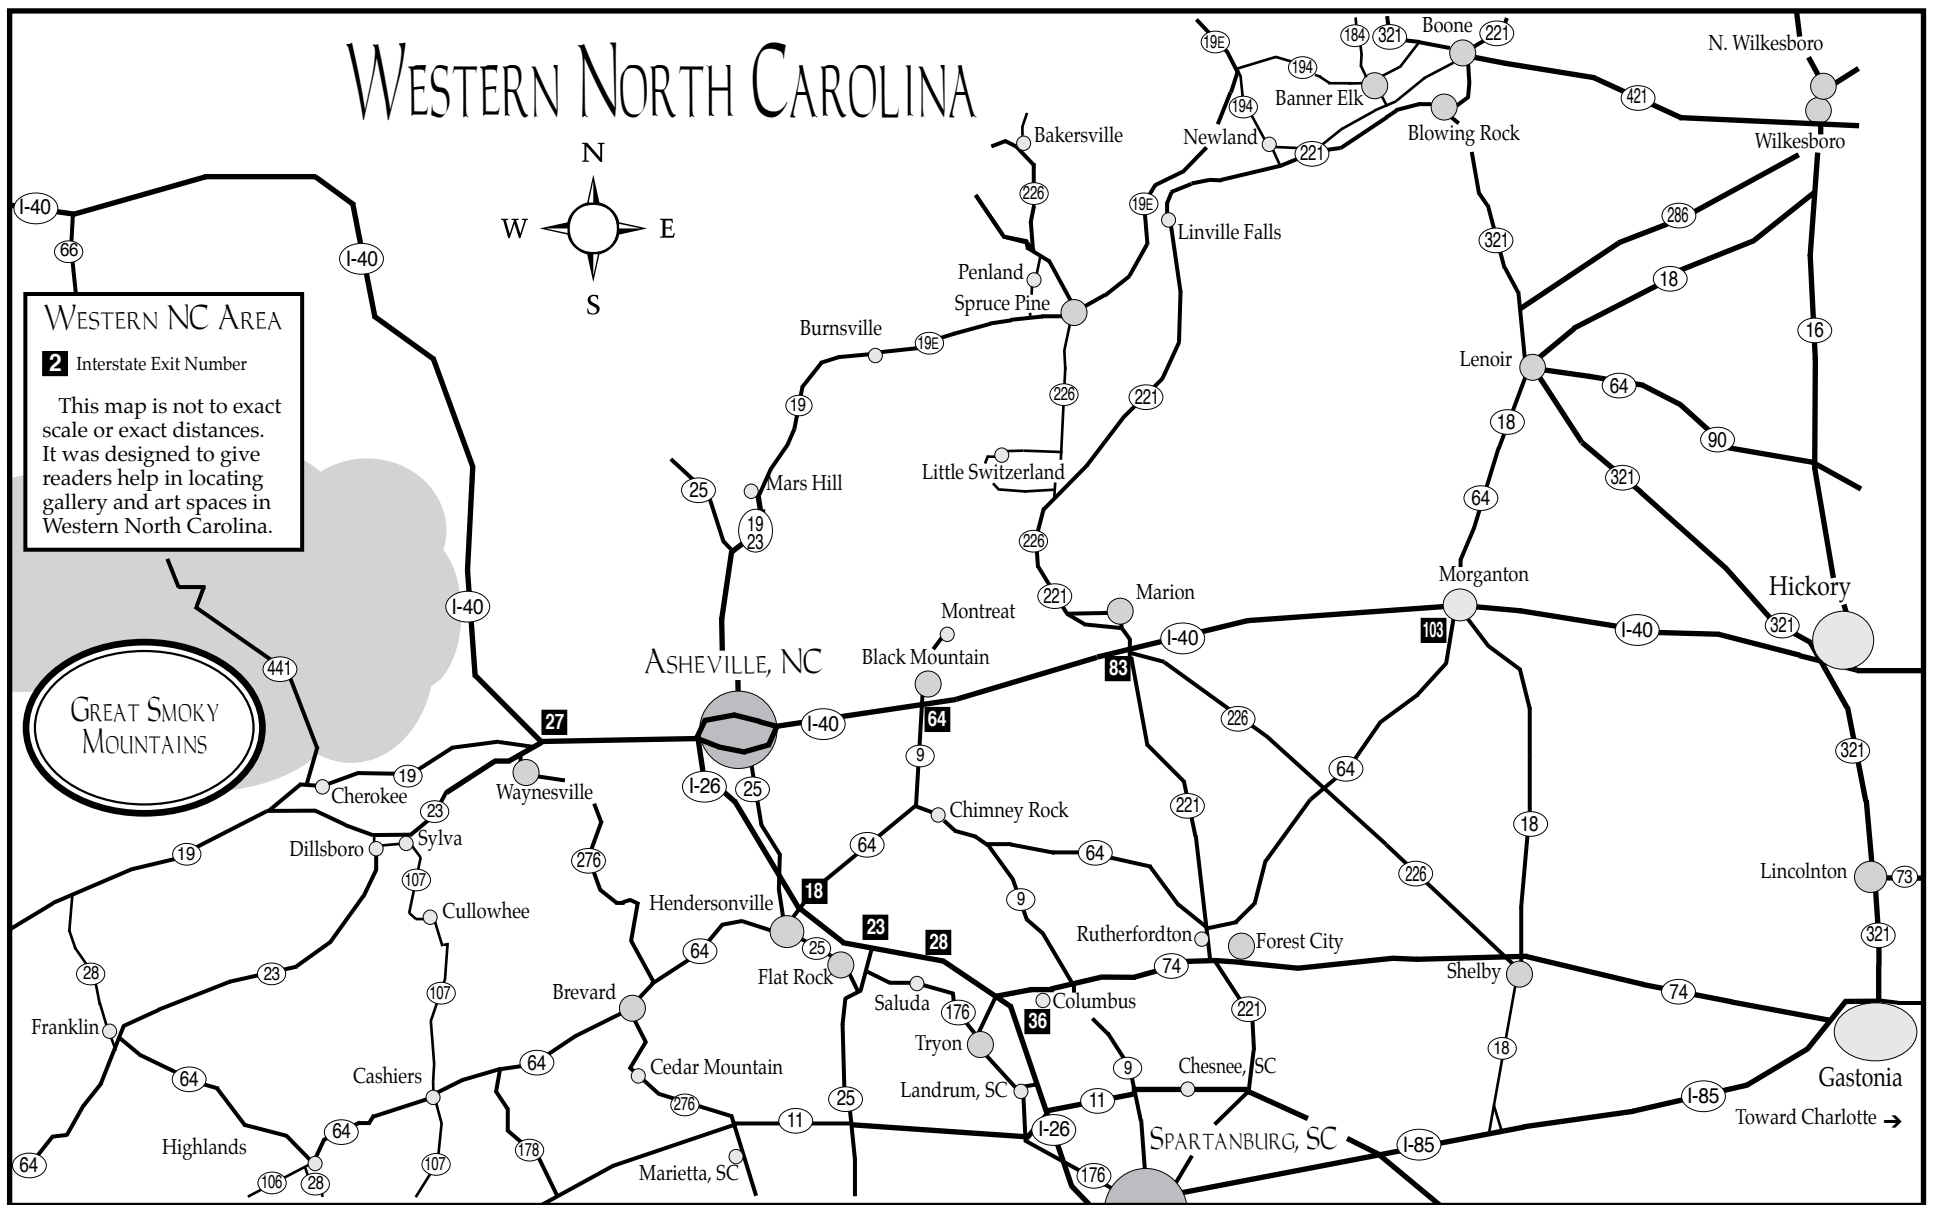 WESTERN NORTH CAROLINA
N
W E
S
I-40
66
I-40
WESTERN NC AREA
2 Interstate Exit Number
This map is not to exact
scale or exact distances.
It was designed to give
readers help in locating
gallery and art spaces in
Western North Carolina.
GREAT SMOKY
MOUNTAINS
441
I-40
27
19
Cherokee
Waynesville
23
19
Dillsboro
Sylva
107
Cullowhee
276
28
23
107
Franklin
64
Cashiers
64
Highlands
64
106
28
107
64
Brevard
64
Cedar Mountain
276
178
11
Marietta, SC
25
19E
184
321
Boone
221
N. Wilkesboro
194
Banner Elk
194
421
Newland
221
Blowing Rock
Wilkesboro
Bakersville
226
19E
Linville Falls
321
286
18
Penland
Spruce Pine
Burnsville
19E
16
Lenoir
64
226
221
19
18
90
Little Switzerland
321
25
Mars Hill
64
19
23
226
Morganton
Hickory
221
Marion
Montreat
321
I-40
103
I-40
Black Mountain
ASHEVILLE, NC
83
64
I-40
226
9
321
64
I-26
25
Chimney Rock
221
18
64
64
226
Lincolnton
73
18
9
Hendersonville
23
28
Rutherfordton
Forest City
321
25
Flat Rock
74
Shelby
74
Saluda
176
Columbus
36
221
Tryon
18
9
Chesnee, SC
Landrum, SC
11
Gastonia
I-85
Toward Charlotte →
I-26
SPARTANBURG, SC
I-85
176